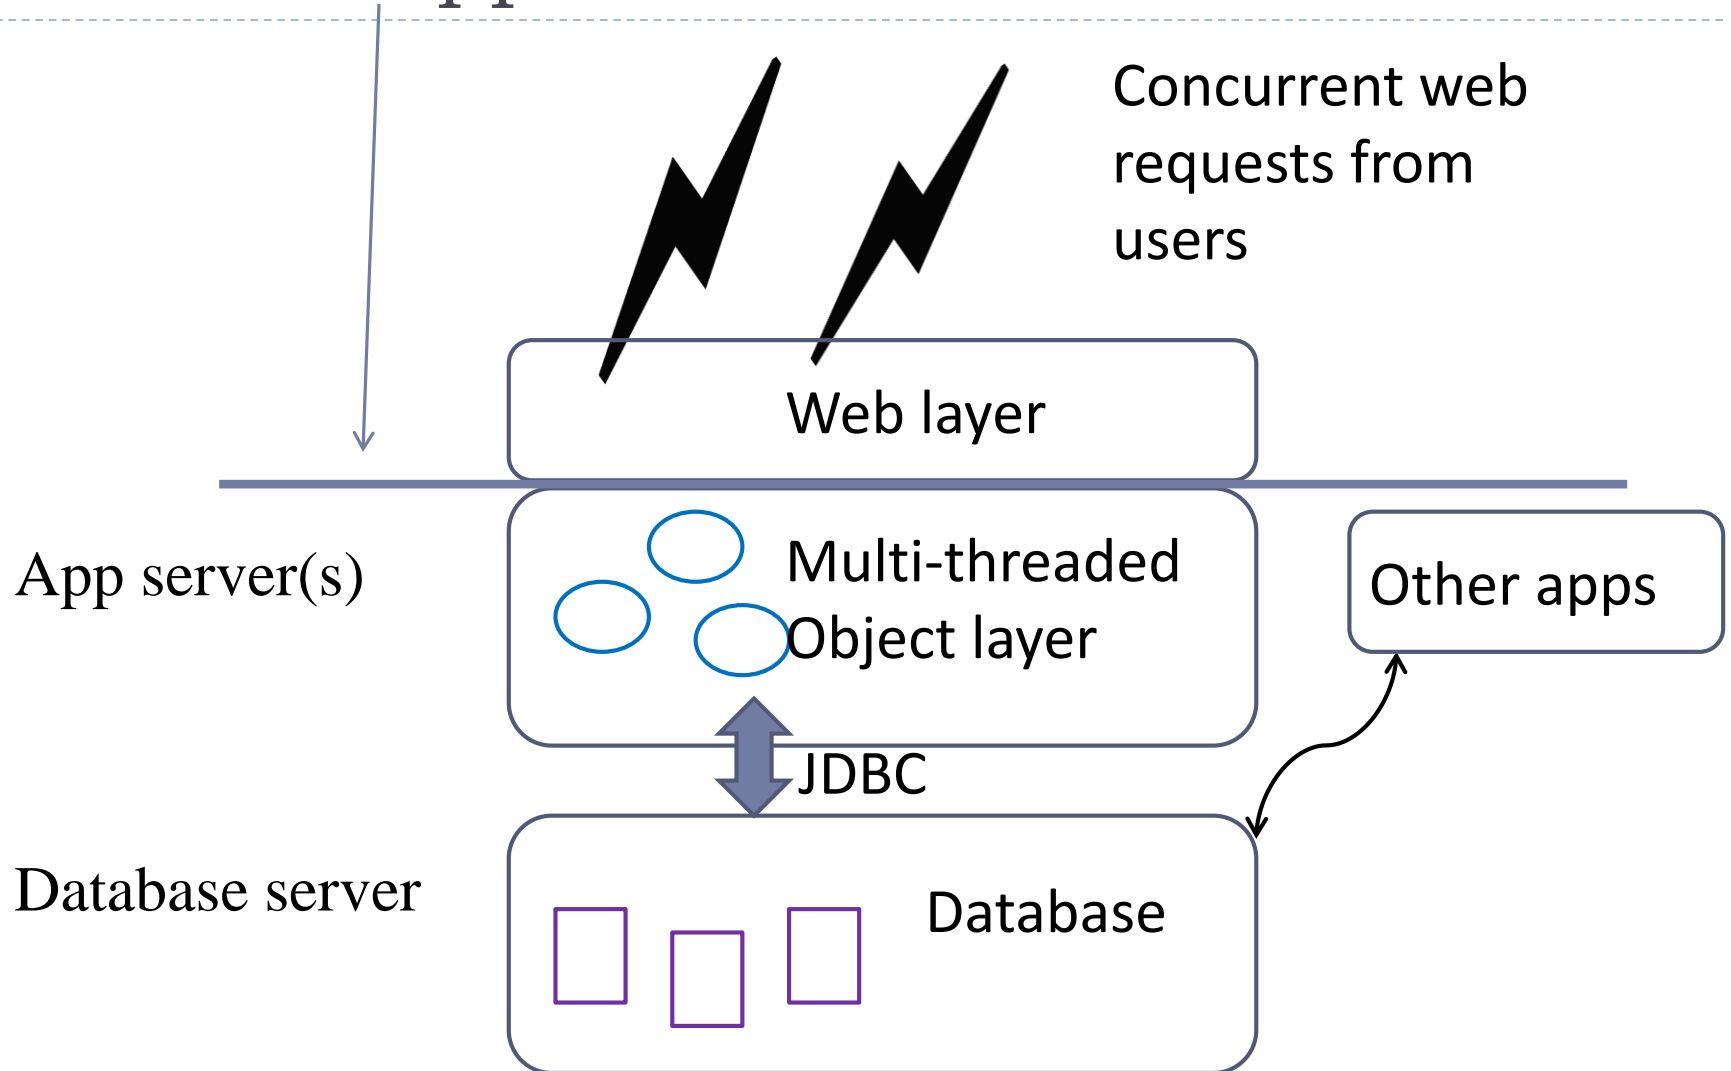 Concurrent web
requests from
users
Web layer
App server(s)
Multi-threaded
Object layer
Other apps
JDBC
Database server
Database